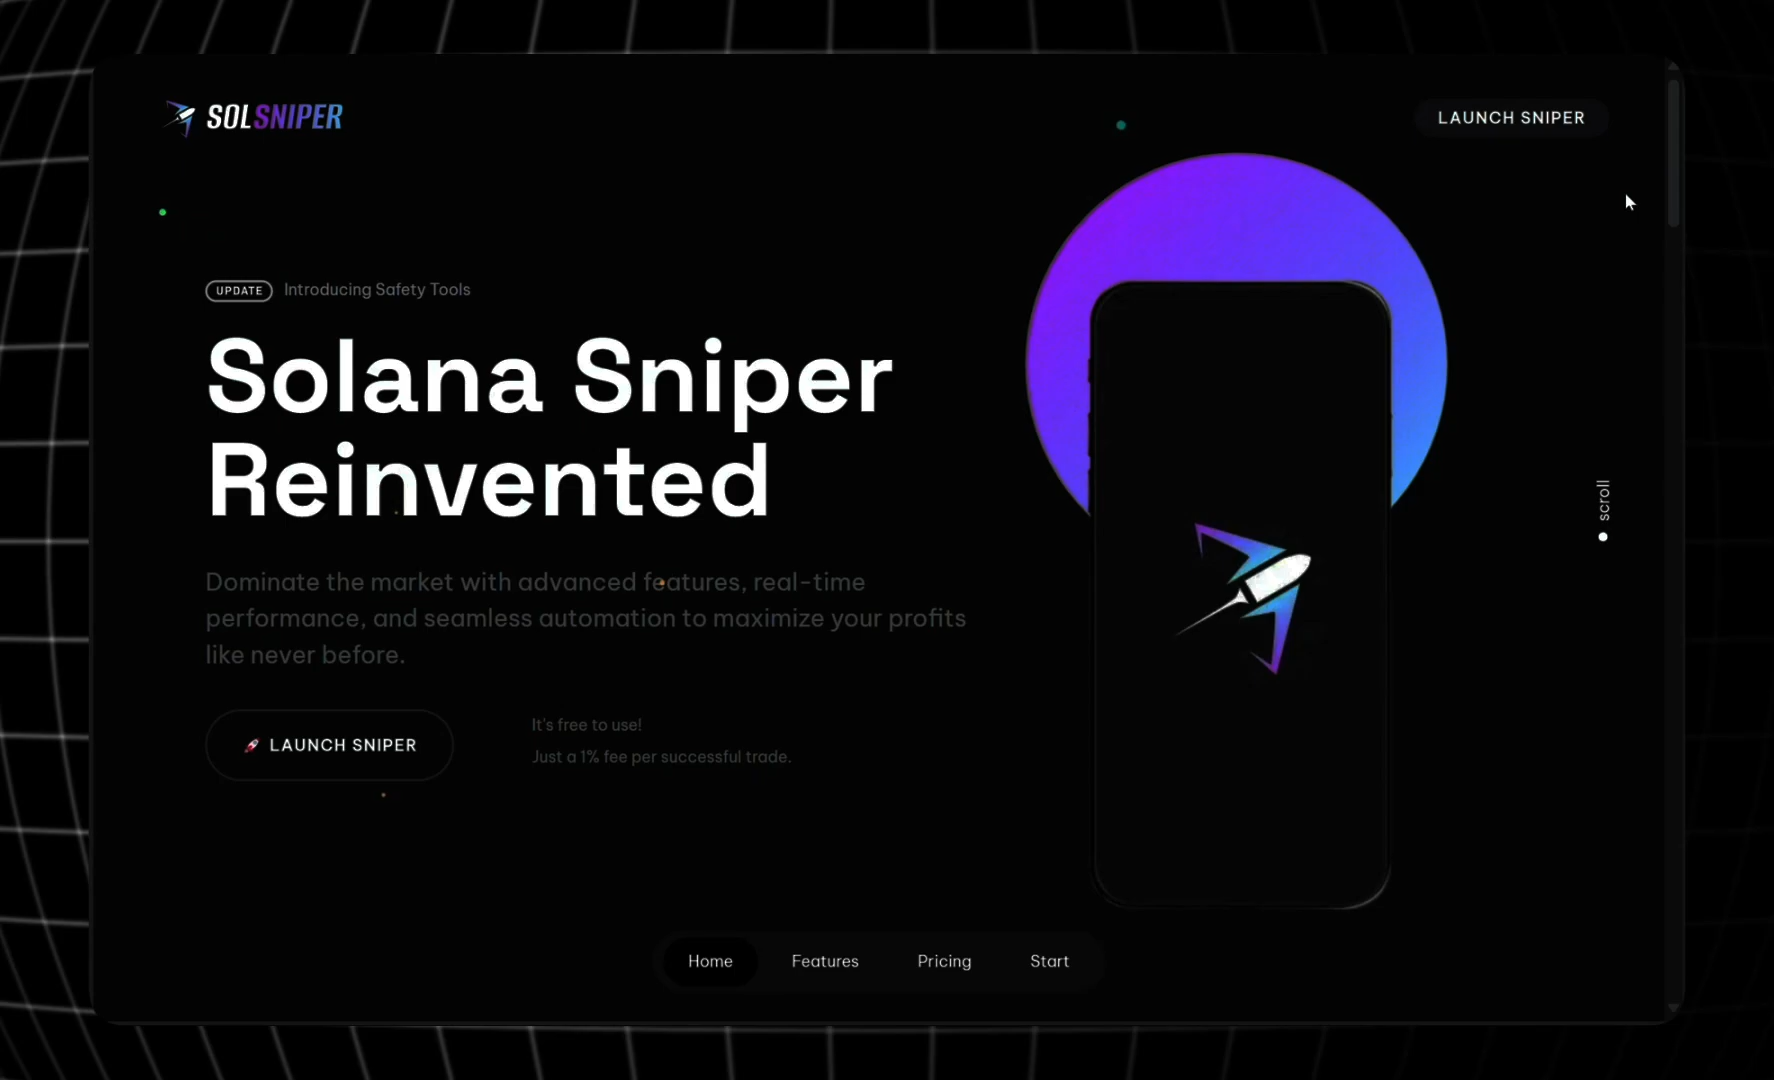 SOLSNIPER
LAUNCH SNIPER
UPDATE Introducing Safety Tools
Solana Sniper
Reinvented
Dominate the market with advanced features, real-time
performance, and seamless automation to maximize your profits
like never before.
LAUNCH SNIPER
It's free to use!
Just a 1% fee per successful trade.
scroll
Home Features Pricing Start